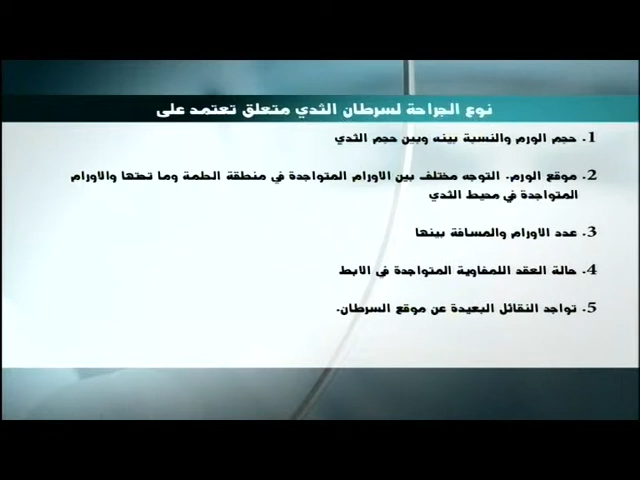 نوع الجراحة لسرطان الثدي متعلق تعتمد على
1. حجم الورم والنسبة بينه وبين حجم الثدي
2. موقع الورم. التوجه مختلف بين الاورام المتواجدة في منطقة الحلمة وما تحتها والاورام
المتواجدة في محيط الثدي
3. عدد الاورام والمسافة بينها
4. حالة العقد اللمفاوية المتواجدة في الابط
5. تواجد النقائل البعيدة عن موقع السرطان.